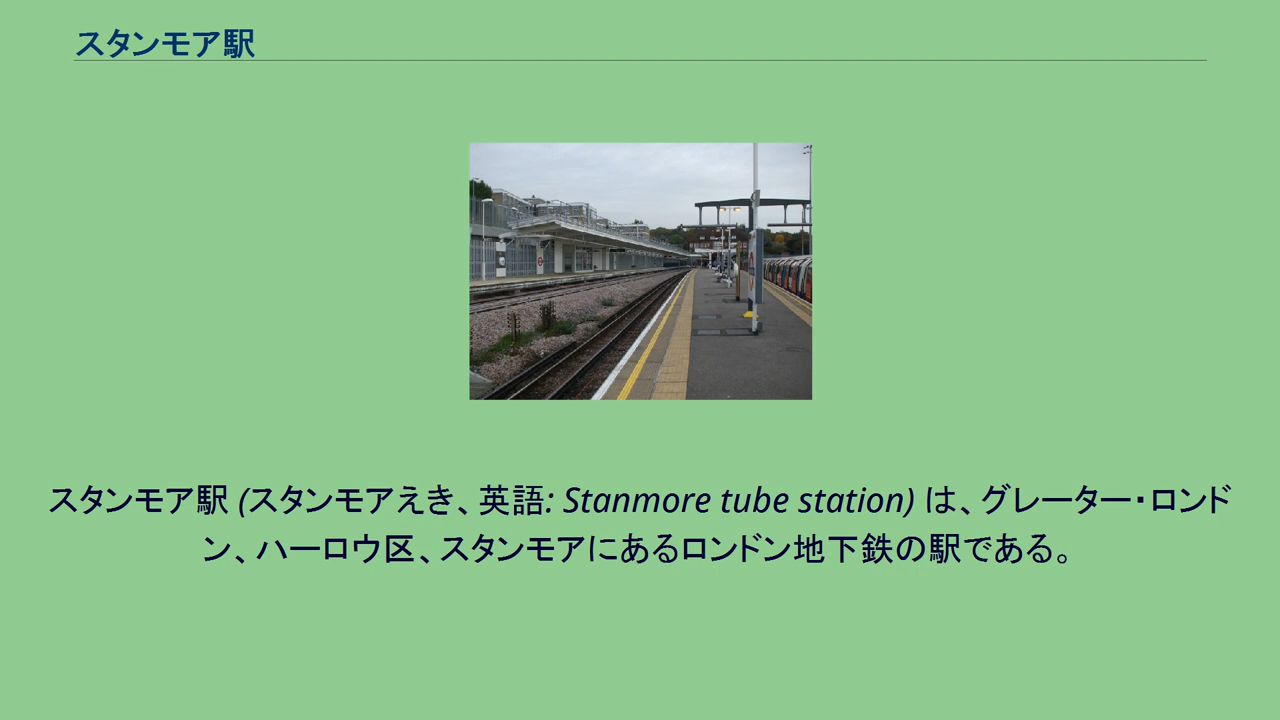 スタンモア駅
スタンモア駅 (スタンモアえき、英語: Stanmore tube station) は、グレーター・ロンド
ン、ハーロウ区、スタンモアにあるロンドン地下鉄の駅である。